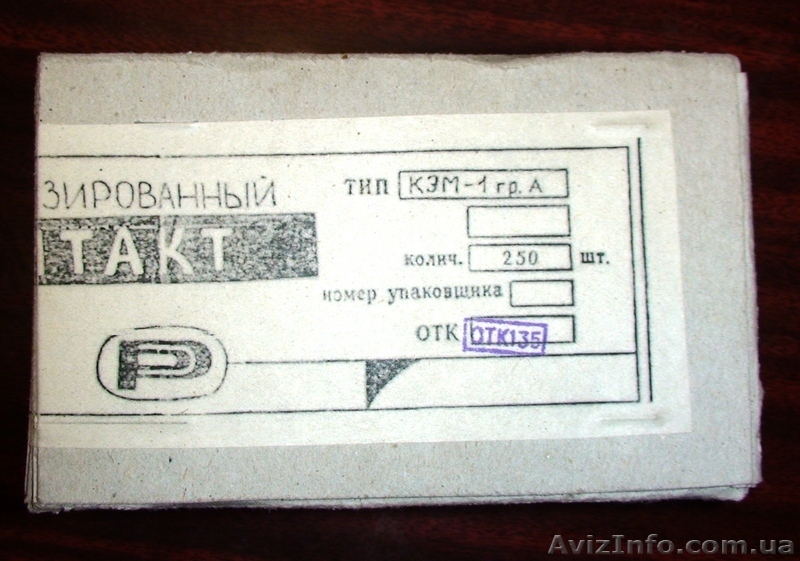 ЗИРОВАННЫЙ
ТАКТ
Р
ТИП КЭМ-1 гр. А
колич. 250 шт.
номер упаковщика
ОТК ОТК135
AvizInfo.com.ua